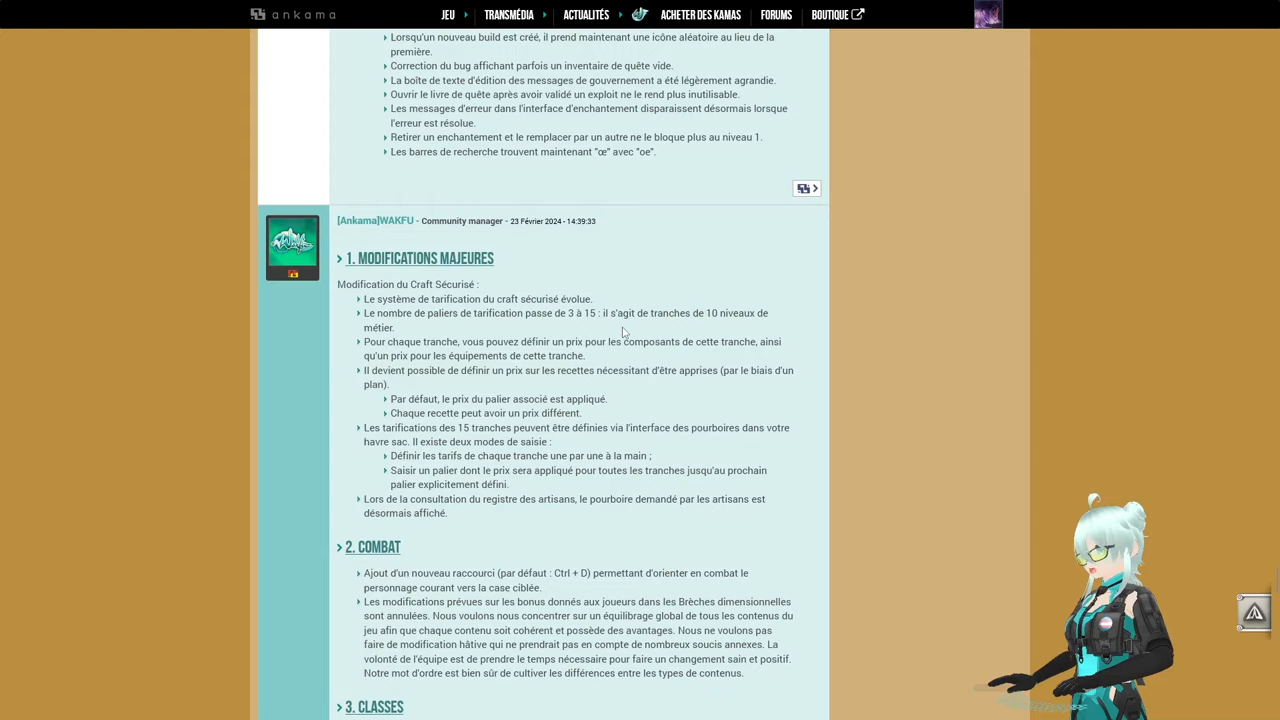 ankama
JEU
TRANSMÉDIA
ACTUALITÉS
ACHETER DES KAMAS
FORUMS
BOUTIQUE
Lorsqu'un nouveau build est créé, il prend maintenant une icône aléatoire au lieu de la
première.
Correction du bug affichant parfois un inventaire de quête vide.
La boîte de texte d'édition des messages de gouvernement a été légèrement agrandie.
Ouvrir le livre de quête après avoir validé un exploit ne le rend plus inutilisable.
Les messages d'erreur dans l'interface d'enchantement disparaissent désormais lorsque
l'erreur est résolue.
Retirer un enchantement et le remplacer par un autre ne le bloque plus au niveau 1.
Les barres de recherche trouvent maintenant "œ" avec "oe".
[Ankama]WAKFU - Community manager - 23 Février 2024 - 14:39:33
1. MODIFICATIONS MAJEURES
Modification du Craft Sécurisé :
Le système de tarification du craft sécurisé évolue.
Le nombre de paliers de tarification passe de 3 à 15 : il s'agit de tranches de 10 niveaux de
métier.
Pour chaque tranche, vous pouvez définir un prix pour les composants de cette tranche, ainsi
qu'un prix pour les équipements de cette tranche.
Il devient possible de définir un prix sur les recettes nécessitant d'être apprises (par le biais d'un
plan).
Par défaut, le prix du palier associé est appliqué.
Chaque recette peut avoir un prix différent.
Les tarifications des 15 tranches peuvent être définies via l'interface des pourboires dans votre
havre sac. Il existe deux modes de saisie :
Définir les tarifs de chaque tranche une par une à la main ;
Saisir un palier dont le prix sera appliqué pour toutes les tranches jusqu'au prochain
palier explicitement défini.
Lors de la consultation du registre des artisans, le pourboire demandé par les artisans est
désormais affiché.
2. COMBAT
Ajout d'un nouveau raccourci (par défaut : Ctrl + D) permettant d'orienter en combat le
personnage courant vers la case ciblée.
Les modifications prévues sur les bonus donnés aux joueurs dans les Brèches dimensionnelles
sont annulées. Nous voulons nous concentrer sur un équilibrage global de tous les contenus du
jeu afin que chaque contenu soit cohérent et possède des avantages. Nous ne voulons pas
faire de modification hâtive qui ne prendrait pas en compte de nombreux soucis annexes. La
volonté de l'équipe est de prendre le temps nécessaire pour faire un changement sain et positif.
Notre mot d'ordre est bien sûr de cultiver les différences entre les types de contenus.
3. CLASSES